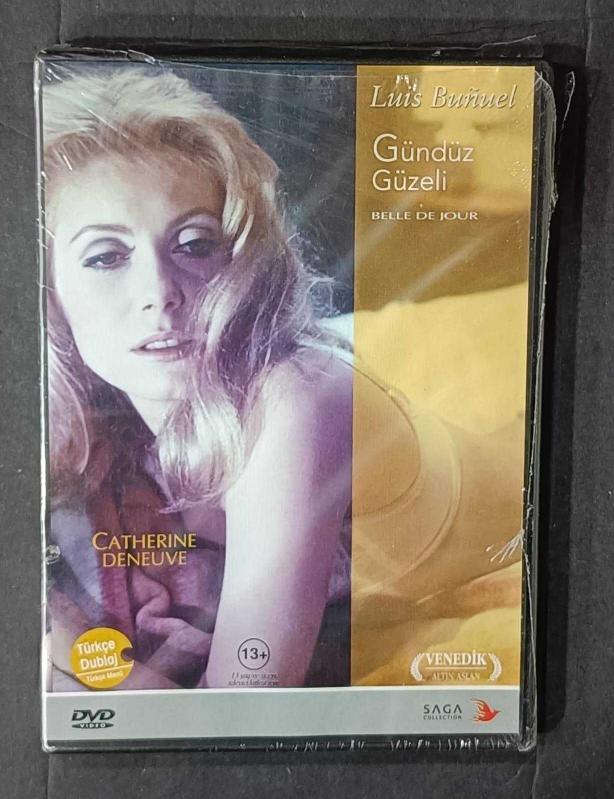 Luis Buñuel
Gündüz
Güzeli
BELLE DE JOUR
CATHERINE
DENEUVE
Türkçe
Dublaj
Türkçe Menü
13+
VENEDİK
ALTIN ASLAN
DVD
VIDEO
SAGA
COLLECTION